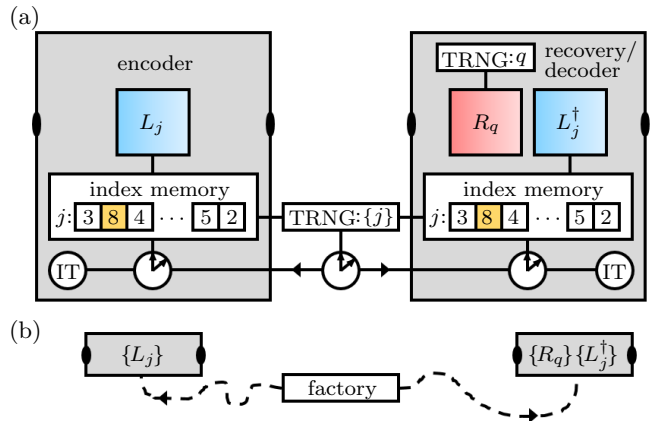 (a)
encoder
L_j
index memory
j: 3 8 4 ··· 5 2
IT
TRNG:{j}
TRNG:q
recovery/
decoder
R_q
L_j^†
index memory
j: 3 8 4 ··· 5 2
IT
(b)
{L_j}
factory
{R_q}{L_j^†}